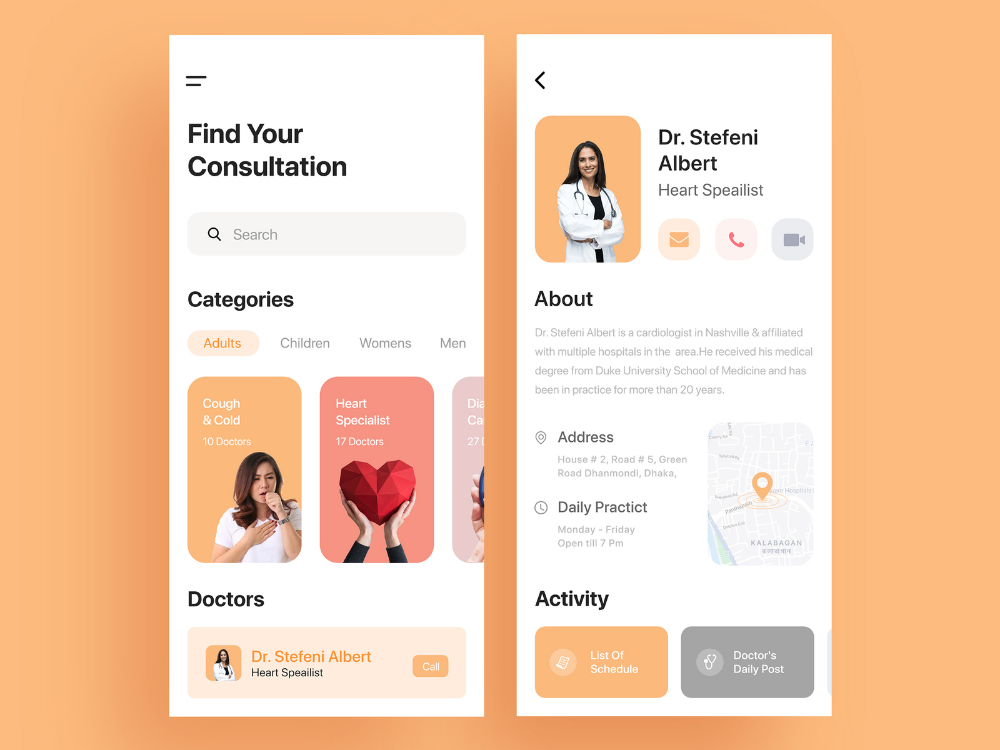 Find Your
Consultation
Search
Categories
Adults
Children
Womens
Men
Cough
& Cold
10 Doctors
Heart
Specialist
17 Doctors
Dia
Ca
27
Doctors
Dr. Stefeni Albert
Heart Speailist
Call
Dr. Stefeni
Albert
Heart Speailist
About
Dr. Stefeni Albert is a cardiologist in Nashville & affiliated
with multiple hospitals in the area.He received his medical
degree from Duke University School of Medicine and has
been in practice for more than 20 years.
Address
House # 2, Road # 5, Green
Road Dhanmondi, Dhaka,
Daily Practict
Monday - Friday
Open till 7 Pm
Panthapath
KALABAGAN
কলাবাগান
Activity
List Of
Schedule
Doctor's
Daily Post